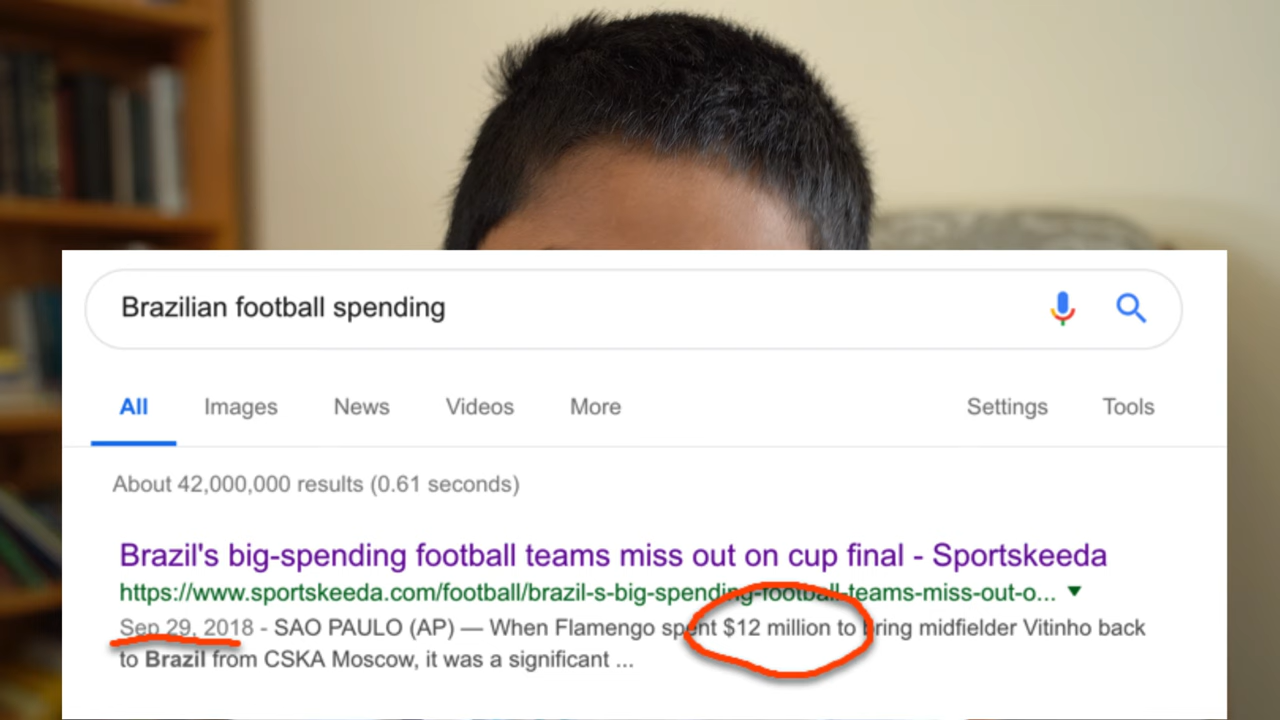 Brazilian football spending
All Images News Videos More Settings Tools
About 42,000,000 results (0.61 seconds)
Brazil's big-spending football teams miss out on cup final - Sportskeeda
https://www.sportskeeda.com/football/brazil-s-big-spending-football-teams-miss-out-o...
Sep 29, 2018 - SAO PAULO (AP) — When Flamengo spent $12 million to bring midfielder Vitinho back
to Brazil from CSKA Moscow, it was a significant ...